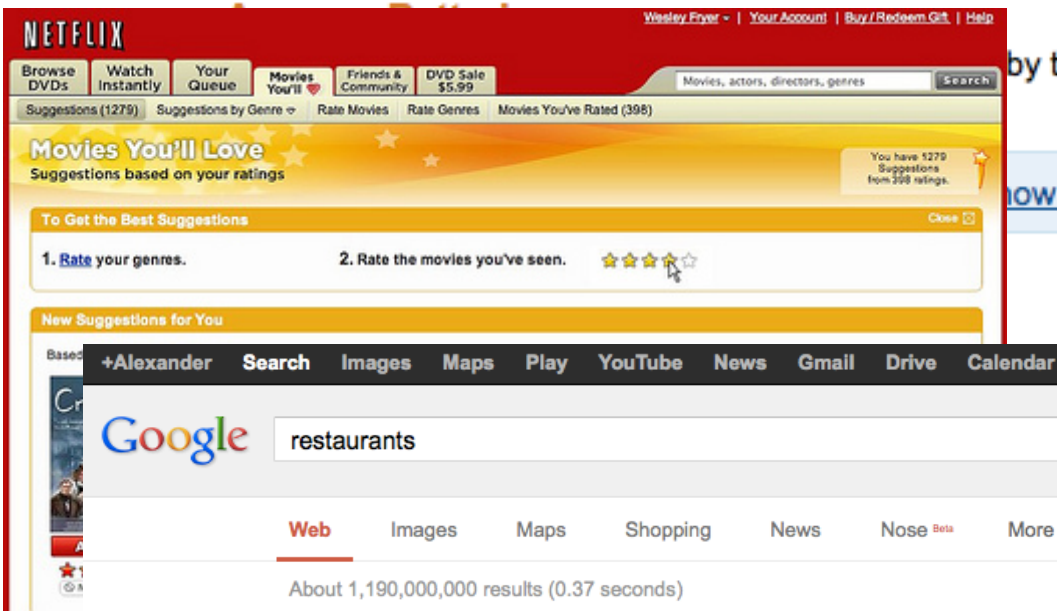 NETFLIX
Wesley Fryer | Your Account | Buy/Redeem Gift | Help
Browse DVDs
Watch Instantly
Your Queue
Movies You'll
Friends & Community
DVD Sale $5.99
Movies, actors, directors, genres
Search
by t
Suggestions (1279) Suggestions by Genre Rate Movies Rate Genres Movies You've Rated (398)
Movies You'll Love
Suggestions based on your ratings
You have 1279
Suggestions
from 398 ratings.
now
To Get the Best Suggestions
Close
1. Rate your genres.
2. Rate the movies you've seen.
New Suggestions for You
Based
+Alexander Search Images Maps Play YouTube News Gmail Drive Calendar
Cr
Google
restaurants
Web Images Maps Shopping News Nose Beta More
About 1,190,000,000 results (0.37 seconds)